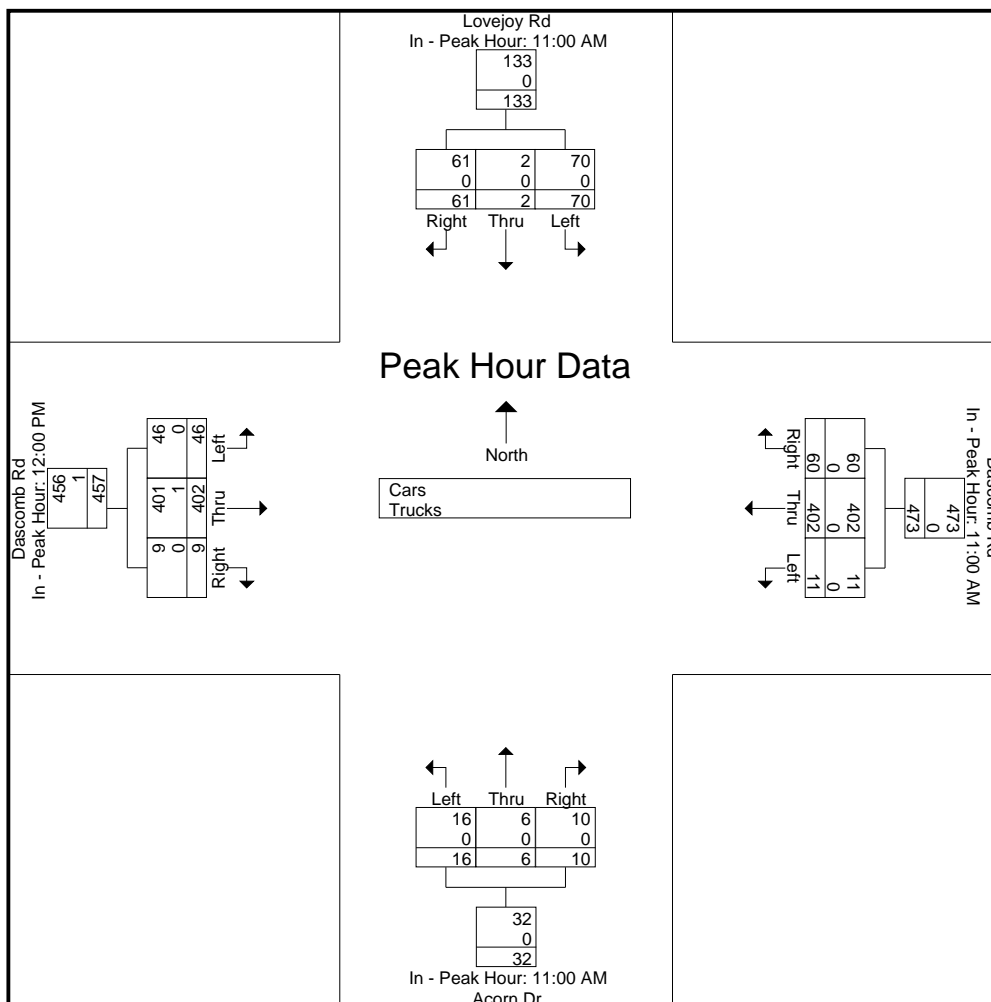 Lovejoy Rd
In - Peak Hour: 11:00 AM
133
0
133
61 2 70
0 0 0
61 2 70
Right Thru Left
Peak Hour Data
North
Cars
Trucks
Dascomb Rd
In - Peak Hour: 12:00 PM
456
1
457
46 0 46
Left
401 1 402
Thru
9 0 9
Right
Right
60 0 60
Thru
402 0 402
Left
11 0 11
473
0
473
In - Peak Hour: 11:00 AM
Dascomb Rd
Left Thru Right
16 6 10
0 0 0
16 6 10
32
0
32
In - Peak Hour: 11:00 AM
Acorn Dr